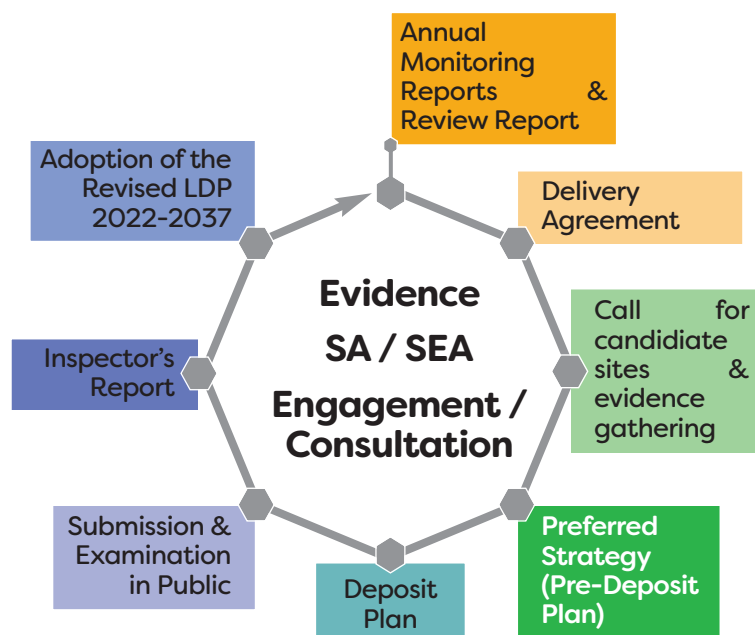 Annual
Monitoring
Reports &
Review Report
Delivery
Agreement
Call for
candidiate
sites &
evidence
gathering
Preferred
Strategy
(Pre-Deposit
Plan)
Deposit
Plan
Submission &
Examination
in Public
Inspector's
Report
Adoption of the
Revised LDP
2022-2037
Evidence
SA / SEA
Engagement /
Consultation